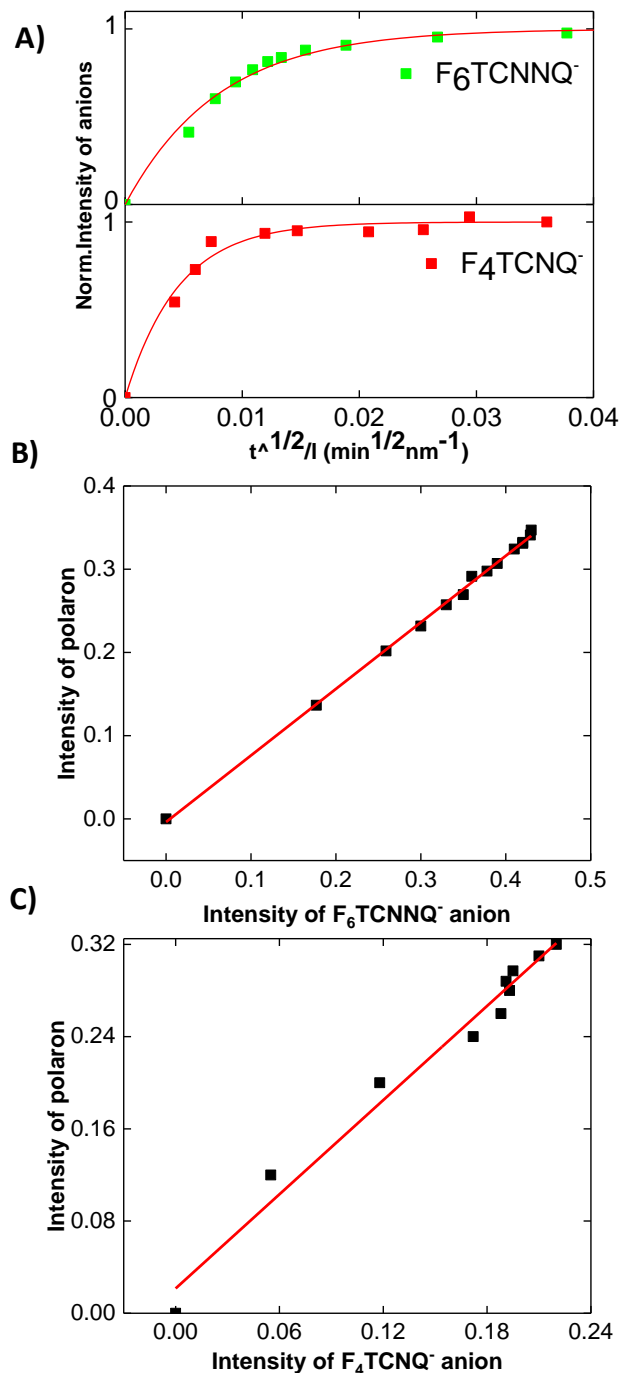 A)
Norm.Intensity of anions
1
0
F6TCNNQ-
1
0
F4TCNQ-
0.00 0.01 0.02 0.03 0.04
t^1/2/l (min1/2nm-1)
B)
Intensity of polaron
0.4
0.3
0.2
0.1
0.0
0.0 0.1 0.2 0.3 0.4 0.5
Intensity of F6TCNNQ- anion
C)
Intensity of polaron
0.32
0.24
0.16
0.08
0.00
0.00 0.06 0.12 0.18 0.24
Intensity of F4TCNQ- anion